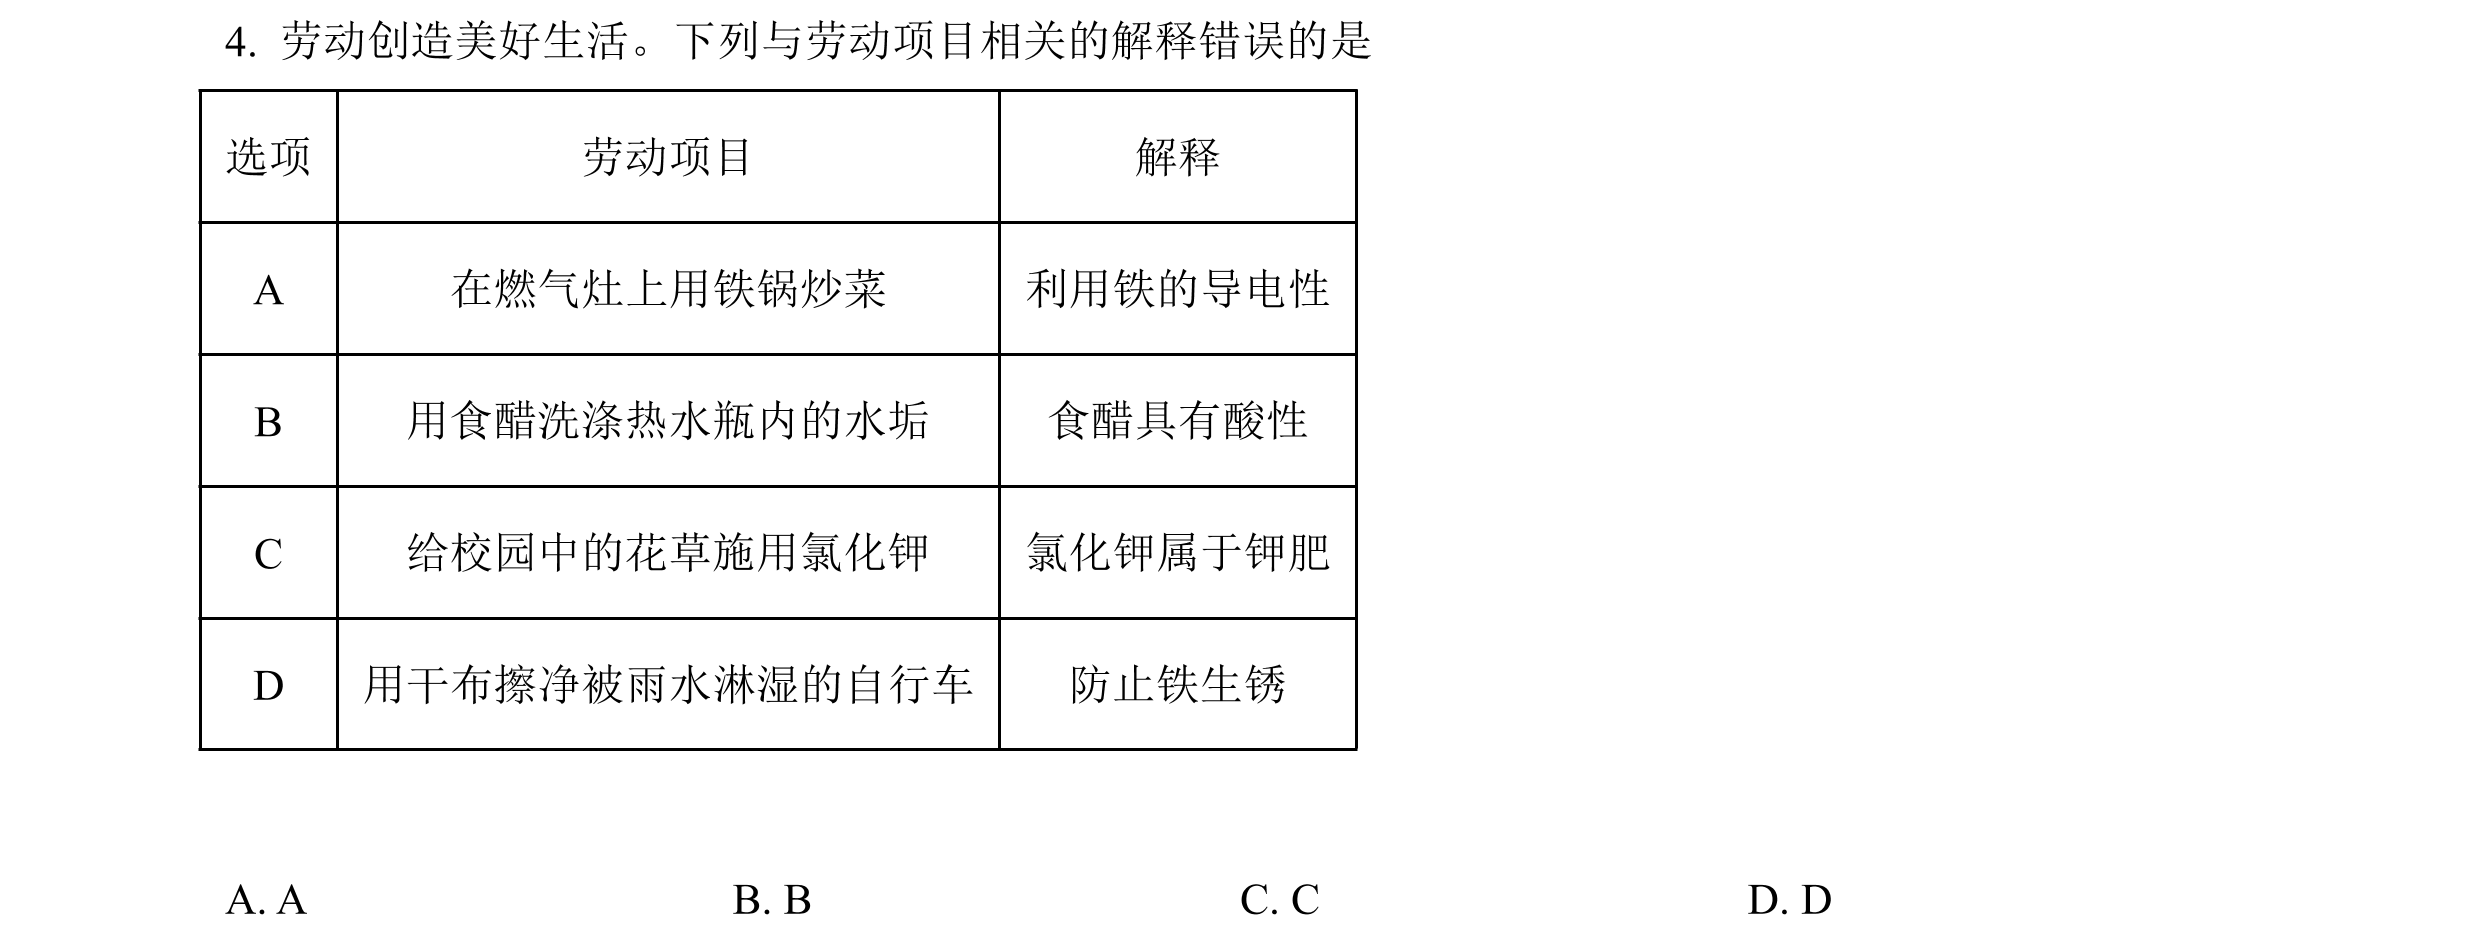 4. 劳动创造美好生活。下列与劳动项目相关的解释错误的是
选项 劳动项目 解释
A 在燃气灶上用铁锅炒菜 利用铁的导电性
B 用食醋洗涤热水瓶内的水垢 食醋具有酸性
C 给校园中的花草施用氯化钾 氯化钾属于钾肥
D 用干布擦净被雨水淋湿的自行车 防止铁生锈
A. A B. B C. C D. D